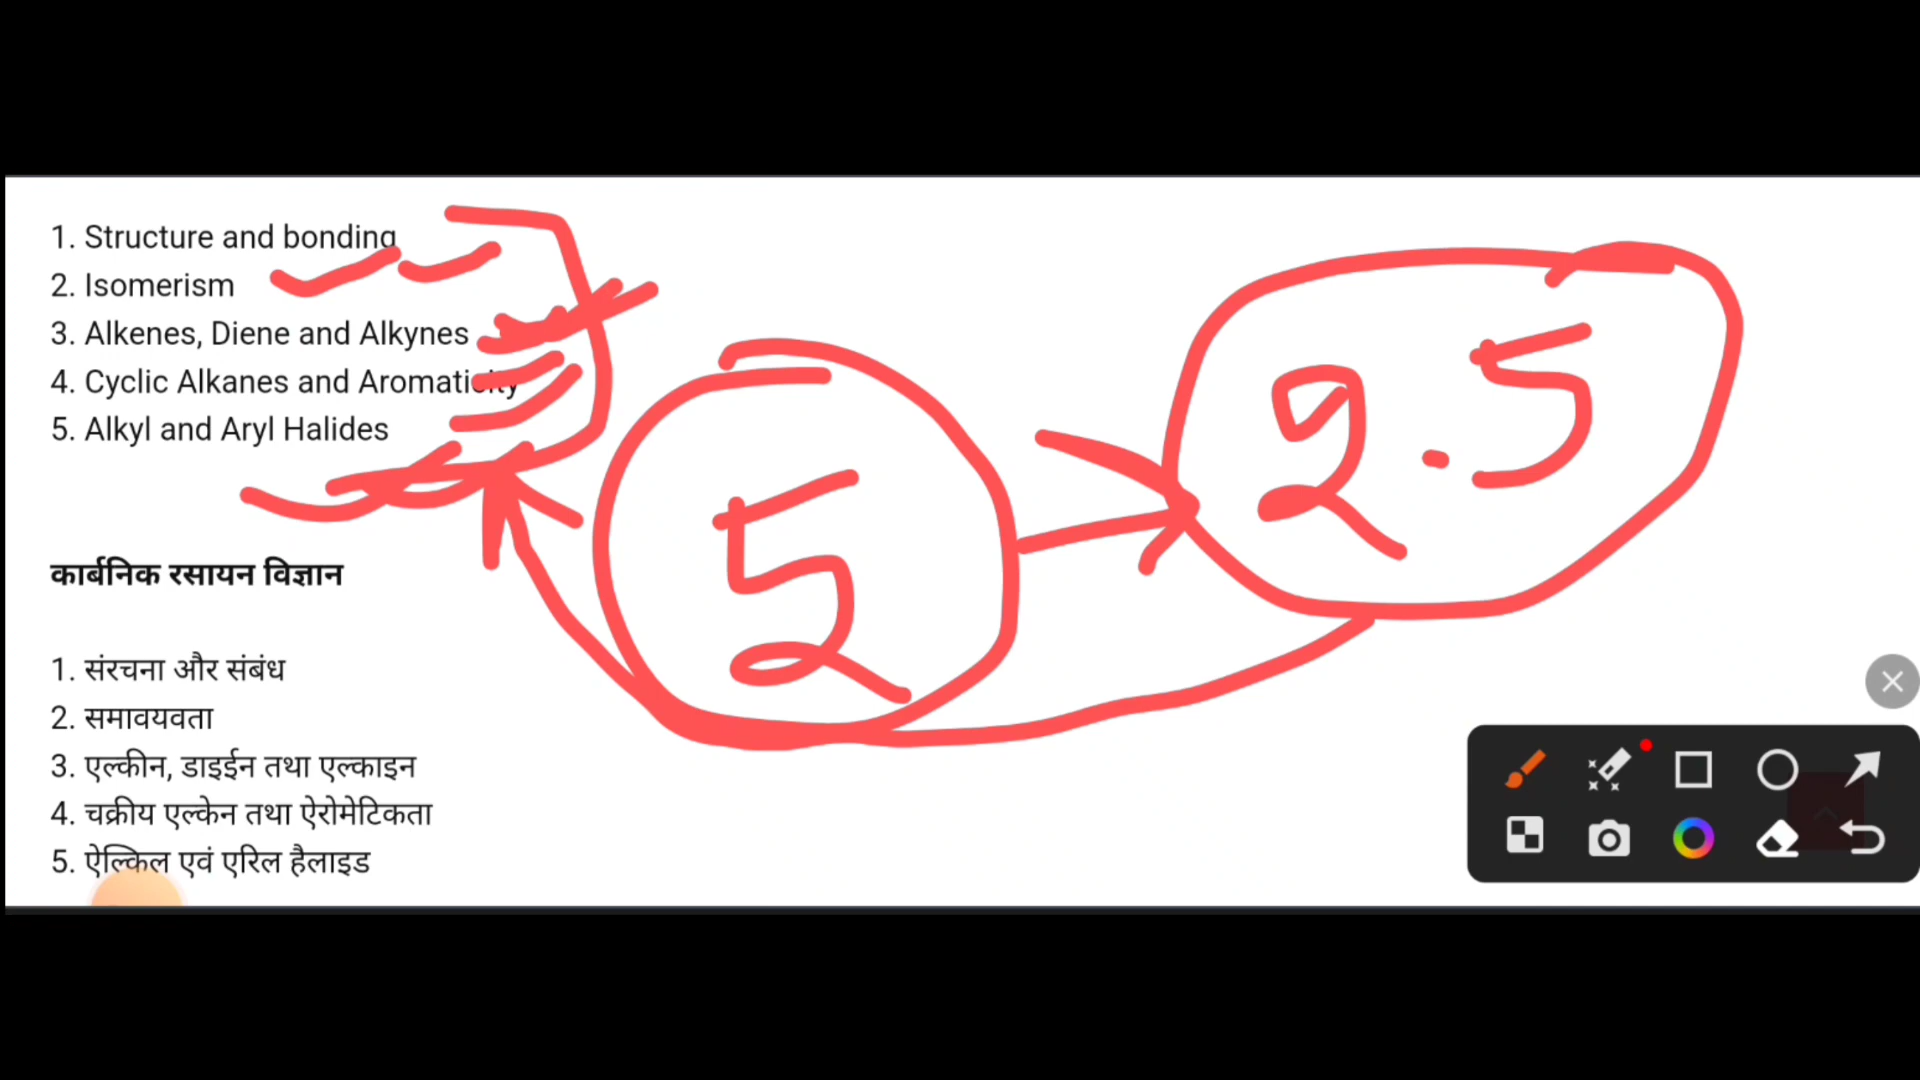 1. Structure and bonding
2. Isomerism
3. Alkenes, Diene and Alkynes
4. Cyclic Alkanes and Aromaticity
5. Alkyl and Aryl Halides
5/2
2.5
कार्बनिक रसायन विज्ञान
1. संरचना और संबंध
2. समावयवता
3. एल्कीन, डाइईन तथा एल्काइन
4. चक्रीय एल्केन तथा ऐरोमेटिकता
5. ऐल्किल एवं एरिल हैलाइड